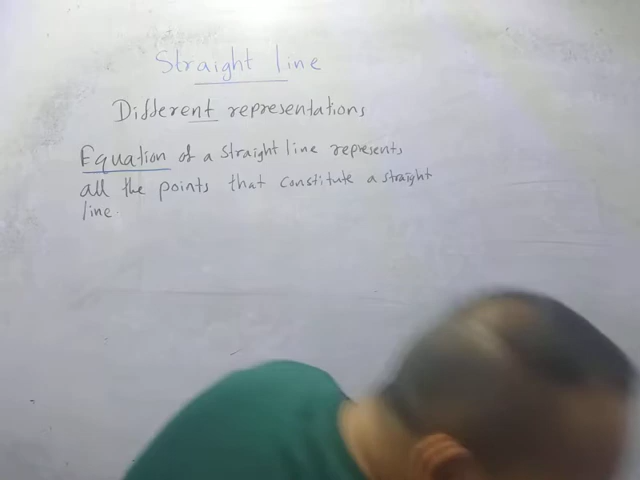 Straight line
Different representations
Equation of a straight line represents
all the points that constitute a straight
line.